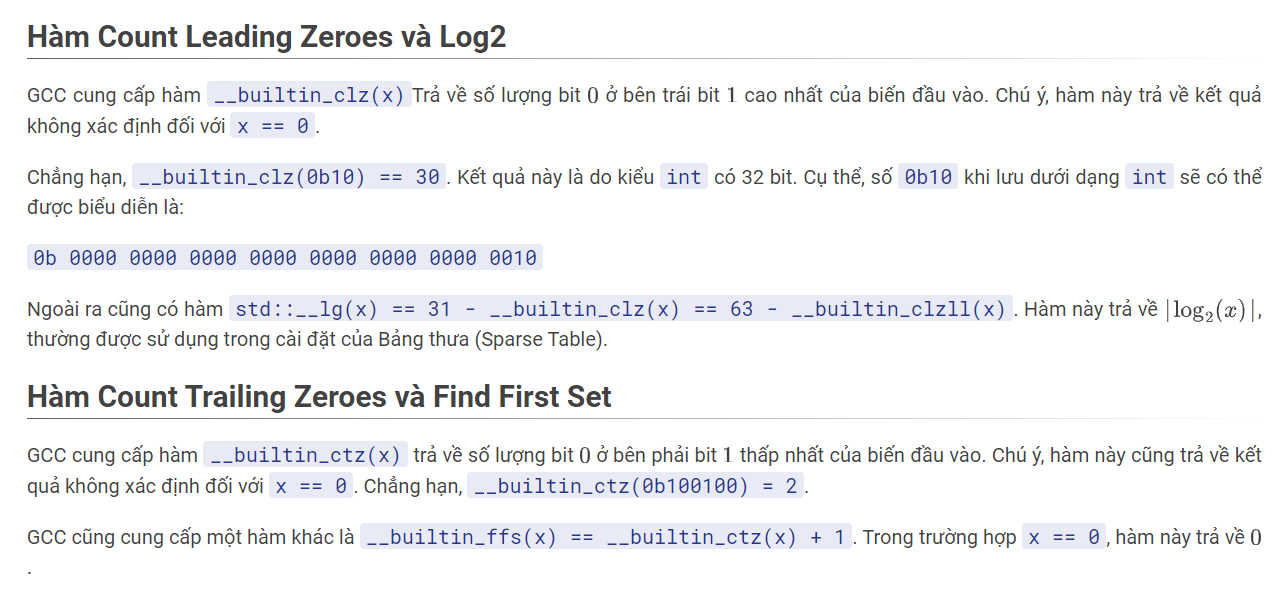 Hàm Count Leading Zeroes và Log2
GCC cung cấp hàm __builtin_clz(x) Trả về số lượng bit 0 ở bên trái bit 1 cao nhất của biến đầu vào. Chú ý, hàm này trả về kết quả
không xác định đối với x == 0.
Chẳng hạn, __builtin_clz(0b10) == 30. Kết quả này là do kiểu int có 32 bit. Cụ thể, số 0b10 khi lưu dưới dạng int sẽ có thể
được biểu diễn là:
0b 0000 0000 0000 0000 0000 0000 0000 0010
Ngoài ra cũng có hàm std::__lg(x) == 31 - __builtin_clz(x) == 63 - __builtin_clzll(x). Hàm này trả về |log₂(x)|,
thường được sử dụng trong cài đặt của Bảng thưa (Sparse Table).
Hàm Count Trailing Zeroes và Find First Set
GCC cung cấp hàm __builtin_ctz(x) trả về số lượng bit 0 ở bên phải bit 1 thấp nhất của biến đầu vào. Chú ý, hàm này cũng trả về kết
quả không xác định đối với x == 0. Chẳng hạn, __builtin_ctz(0b100100) = 2.
GCC cũng cung cấp một hàm khác là __builtin_ffs(x) == __builtin_ctz(x) + 1. Trong trường hợp x == 0, hàm này trả về 0
.